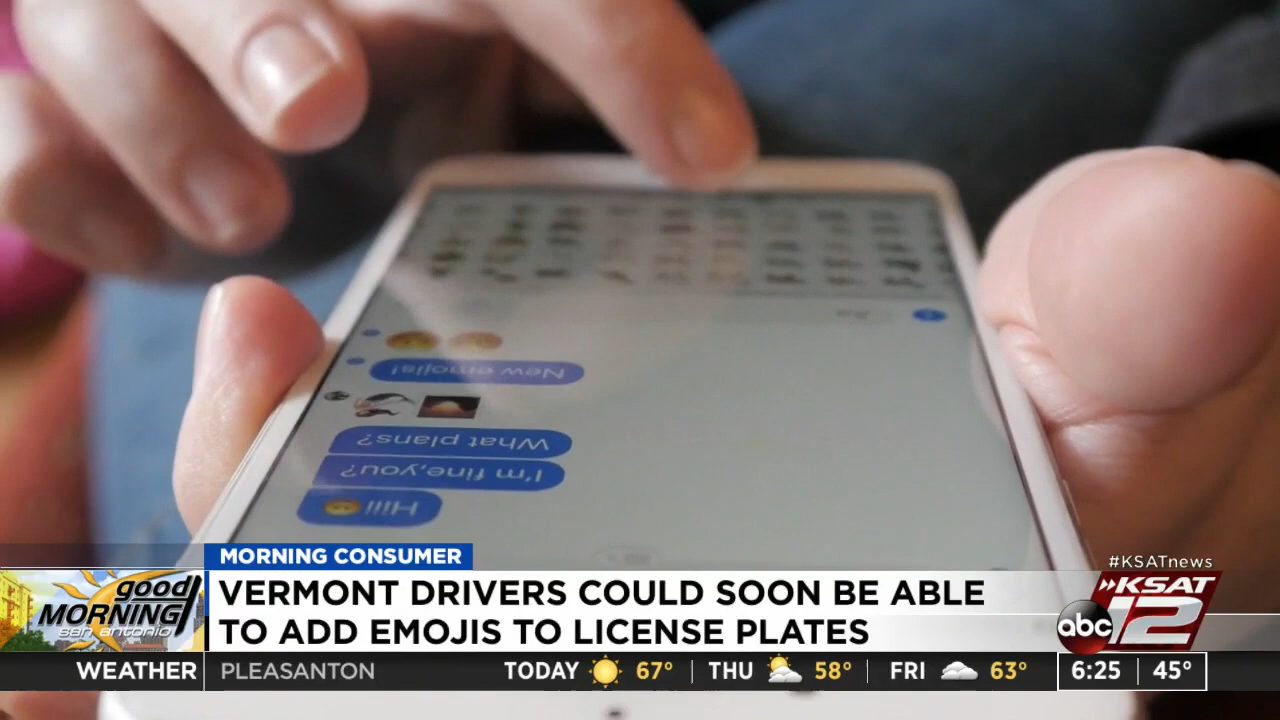 New emojis!
What plans?
I'm fine,you?
Hiii
MORNING CONSUMER
#KSATnews
VERMONT DRIVERS COULD SOON BE ABLE
TO ADD EMOJIS TO LICENSE PLATES
good
MORNING!
san antonio
KSAT
abc 12
WEATHER PLEASANTON TODAY 67° THU 58° FRI 63° 6:25 45°